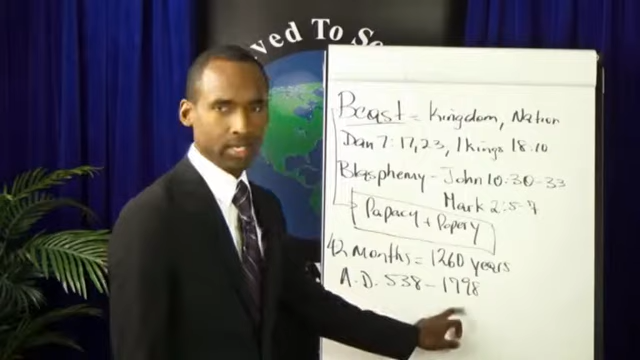 ved To Se
Beast = Kingdom, Nation
Dan 7:17,23, 1 Kings 18:10
Blasphemy - John 10:30-33
Mark 2:5-7
Papacy + Popery
42 months = 1260 years
A.D. 538 - 1798